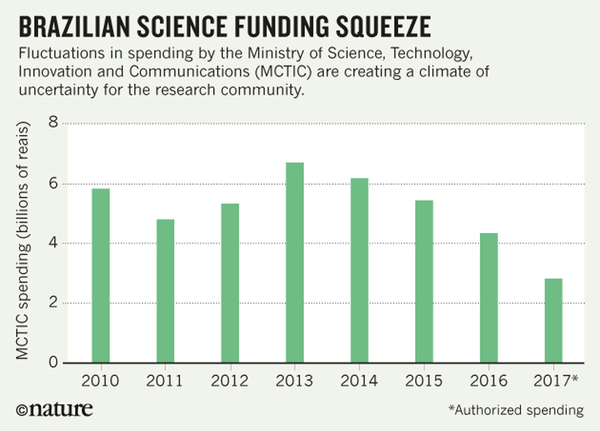 BRAZILIAN SCIENCE FUNDING SQUEEZE
Fluctuations in spending by the Ministry of Science, Technology,
Innovation and Communications (MCTIC) are creating a climate of
uncertainty for the research community.
MCTIC spending (billions of reais)
8
6
4
2
0
2010 2011 2012 2013 2014 2015 2016 2017*
©nature
*Authorized spending